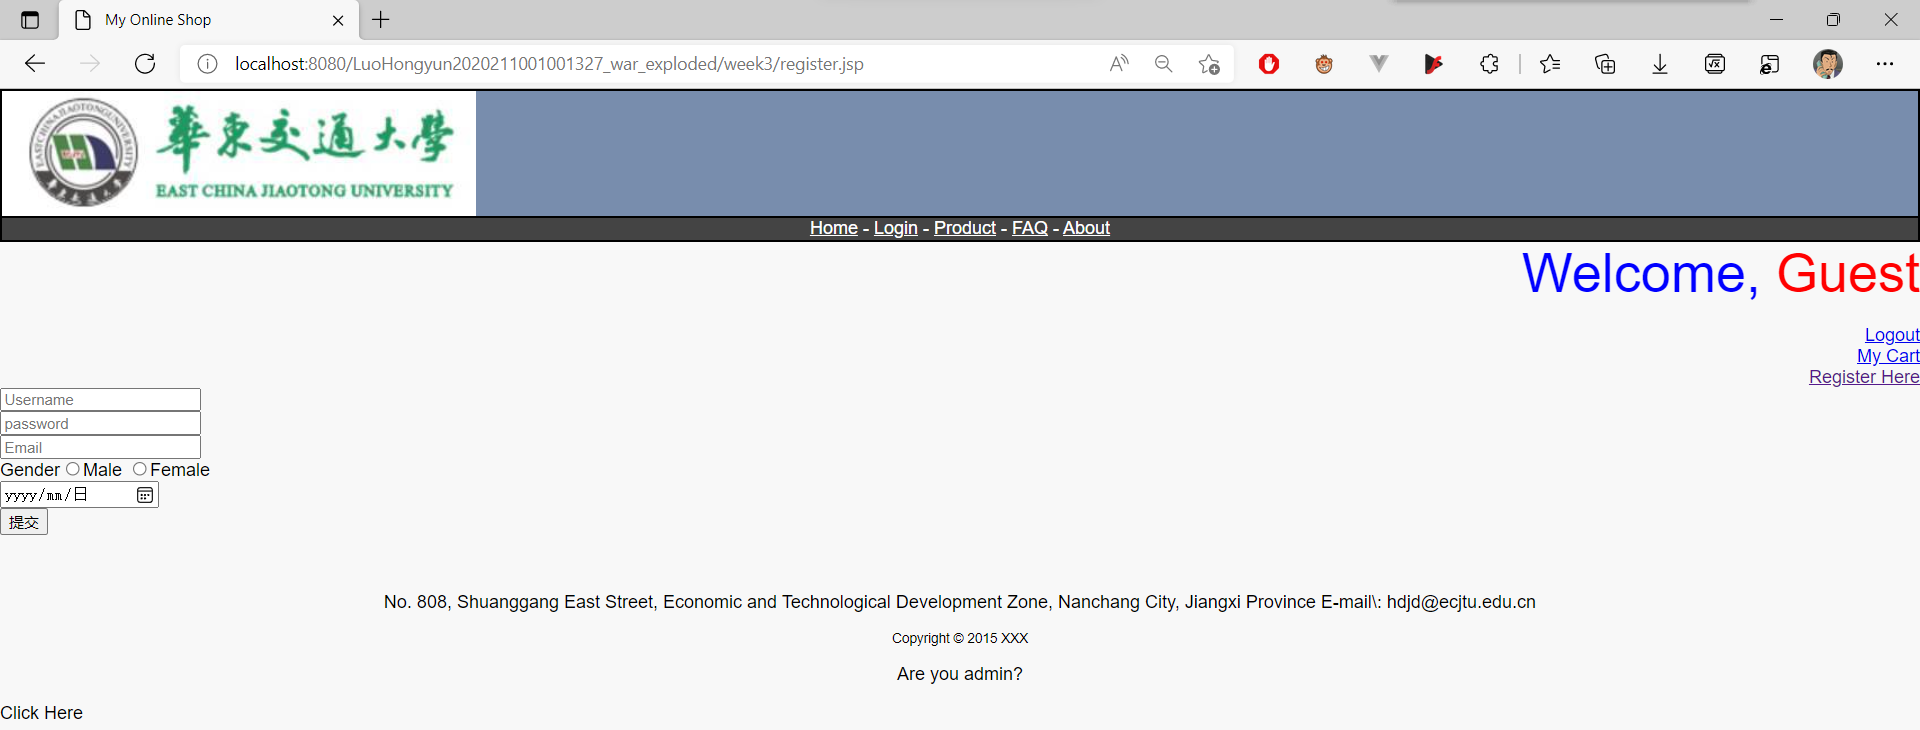 My Online Shop
localhost:8080/LuoHongyun2020211001001327_war_exploded/week3/register.jsp
華東交通大學
EAST CHINA JIAOTONG UNIVERSITY
Home - Login - Product - FAQ - About
Welcome, Guest
Logout
My Cart
Register Here
Username
password
Email
Gender Male Female
yyyy/mm/日
提交
No. 808, Shuanggang East Street, Economic and Technological Development Zone, Nanchang City, Jiangxi Province E-mail\: hdjd@ecjtu.edu.cn
Copyright © 2015 XXX
Are you admin?
Click Here